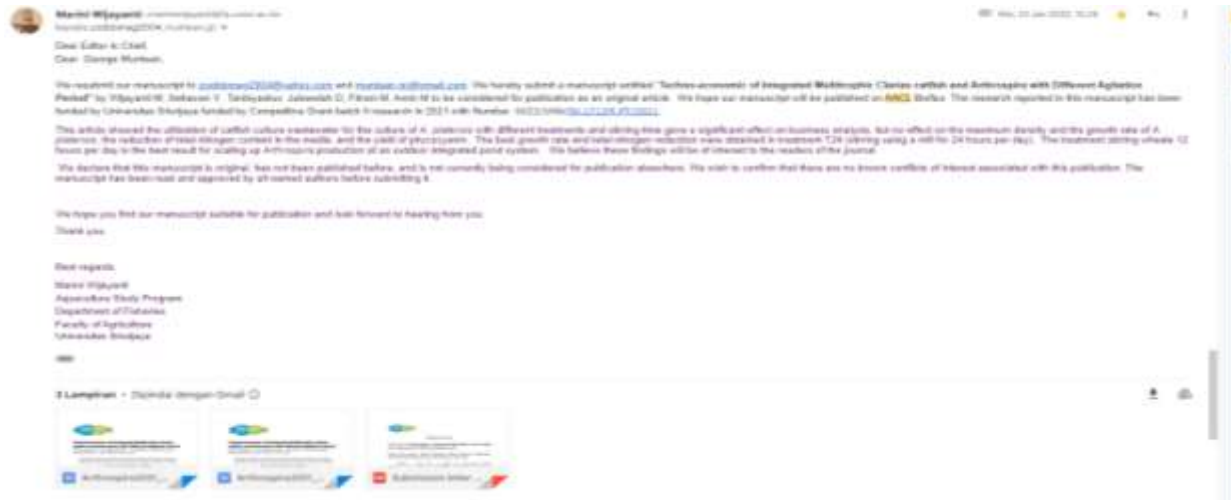 Marini Wijayanti
Dear Editor in Chief,
Dear George Muntean,
We resubmit our manuscript to and We hereby submit a manuscript entitled "Techno-economic of Integrated Multitrophic Clarias catfish and Arthrospira with Different Agitation
Period" by Wijayanti M, to be considered for publication as an original article. We hope our manuscript will be published on AACL Bioflux. The research reported in this manuscript has been
funded by Universitas Sriwijaya funded by Competitive Grant batch II research in 2021 with Number
This article showed the utilization of catfish culture wastewater for the culture of A. platensis with different treatments and stirring time gave a significant effect on business analysis, but no effect on the maximum density and the growth rate of A.
platensis, the reduction of total nitrogen content in the media, and the yield of phycocyanin. The best growth rate and total nitrogen reduction were obtained in treatment T24 (stirring using a mill for 24 hours per day). The treatment stirring wheels 12
hours per day is the best result for scaling up Arthrospira production of an outdoor integrated pond system. We believe these findings will be of interest to the readers of the journal.
We declare that this manuscript is original, has not been published before, and is not currently being considered for publication elsewhere. We wish to confirm that there are no known conflicts of interest associated with this publication. The
manuscript has been read and approved by all named authors before submitting it.
We hope you find our manuscript suitable for publication and look forward to hearing from you.
Thank you.
Best regards,
Marini Wijayanti
Aquaculture Study Program
Department of Fisheries
Faculty of Agriculture
Universitas Sriwijaya
3 Lampiran • Dipindai dengan Gmail
Submission letter